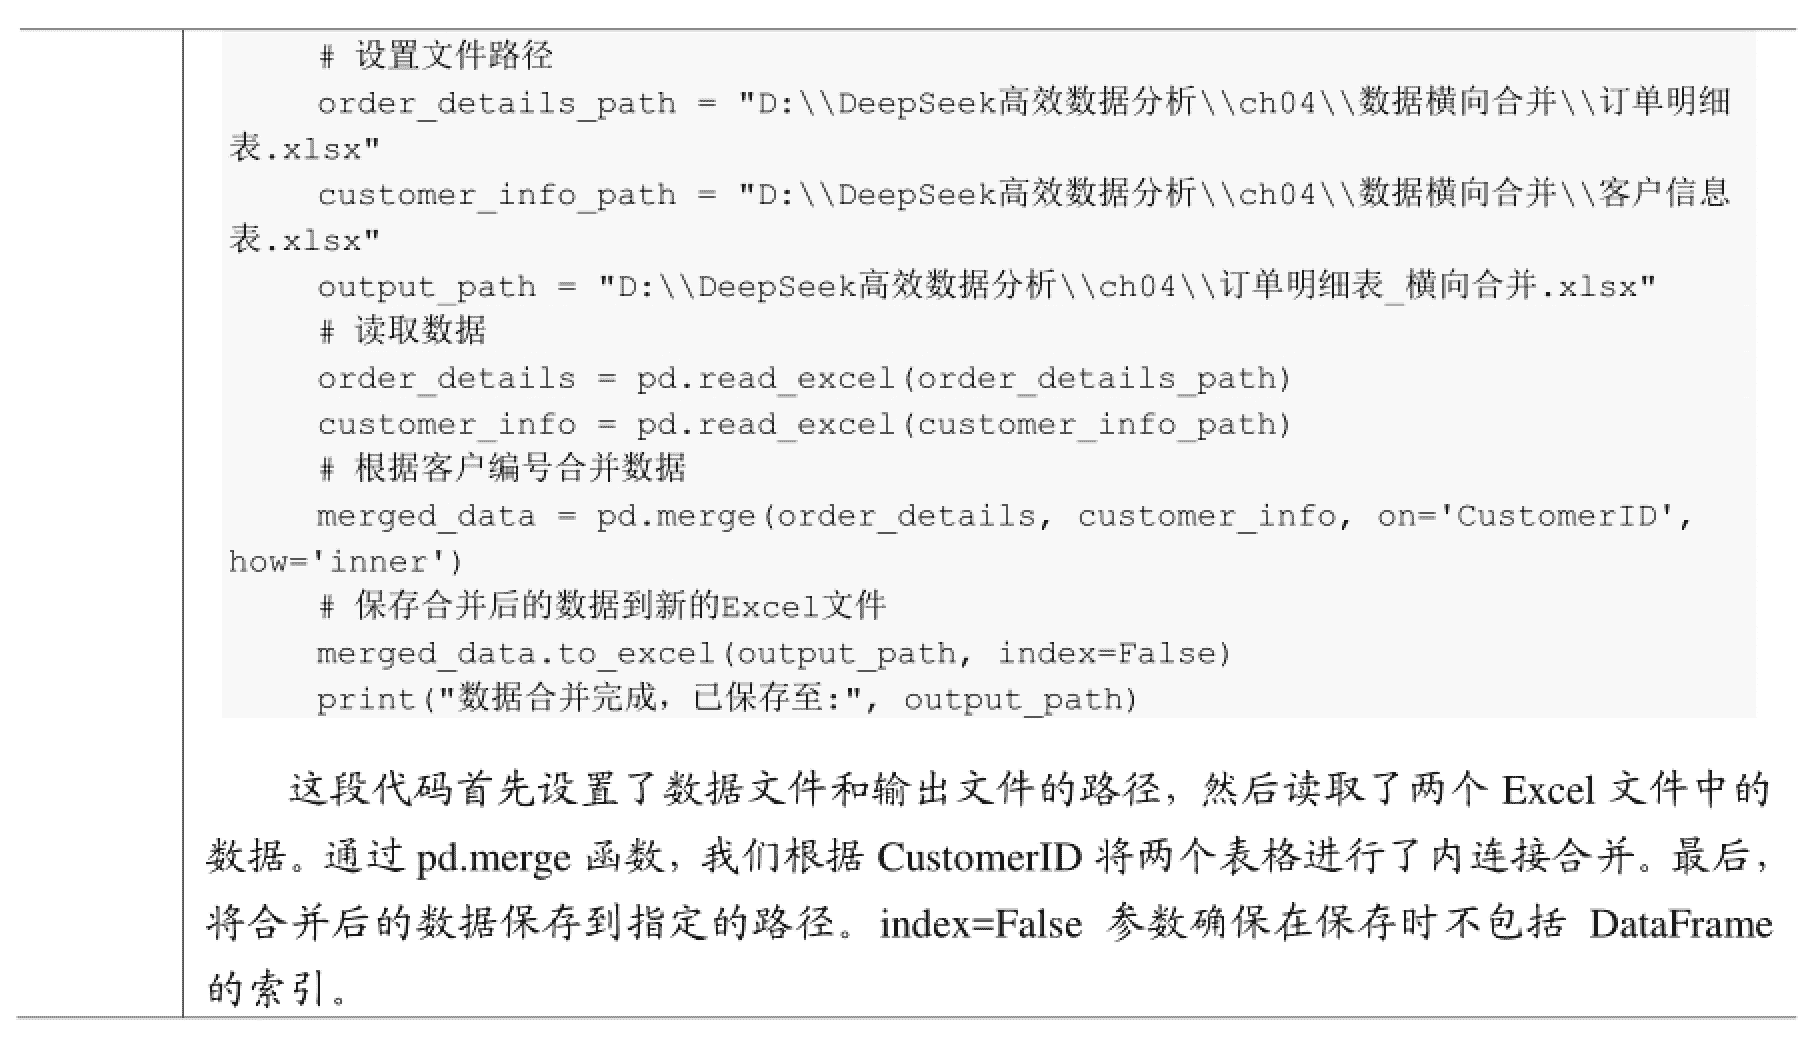 # 设置文件路径
order_details_path = "D:\\DeepSeek高效数据分析\\ch04\\数据横向合并\\订单明细
表.xlsx"
customer_info_path = "D:\\DeepSeek高效数据分析\\ch04\\数据横向合并\\客户信息
表.xlsx"
output_path = "D:\\DeepSeek高效数据分析\\ch04\\订单明细表_横向合并.xlsx"
# 读取数据
order_details = pd.read_excel(order_details_path)
customer_info = pd.read_excel(customer_info_path)
# 根据客户编号合并数据
merged_data = pd.merge(order_details, customer_info, on='CustomerID',
how='inner')
# 保存合并后的数据到新的Excel文件
merged_data.to_excel(output_path, index=False)
print("数据合并完成，已保存至:", output_path)
这段代码首先设置了数据文件和输出文件的路径，然后读取了两个 Excel 文件中的
数据。通过 pd.merge 函数，我们根据 CustomerID 将两个表格进行了内连接合并。最后，
将合并后的数据保存到指定的路径。index=False 参数确保在保存时不包括 DataFrame
的索引。